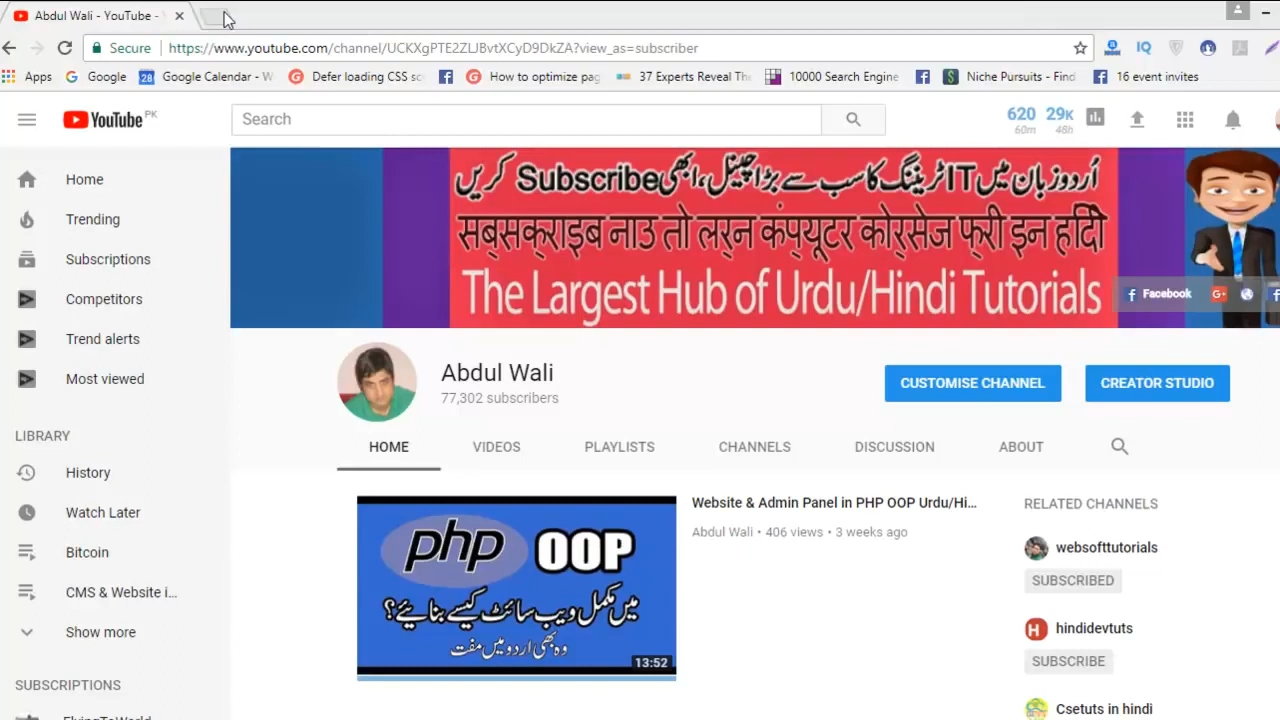 Abdul Wali - YouTube -
Secure https://www.youtube.com/channel/UCKXgPTE2ZLJBvtXCyD9DkZA?view_as=subscriber
Apps Google 28 Google Calendar - W Defer loading CSS sc How to optimize pag 37 Experts Reveal The 10000 Search Engine Niche Pursuits - Find 16 event invites
YouTube PK Search 620 29K
60m 48h
اُردو زبان میں IT ٹریننگ کا سب سے بڑا چینل، ابھی Subscribe کریں
सबसक्राइब नाउ तो लर्न कंप्यूटर कोर्सेज फ्री इन हिंदी
The Largest Hub of Urdu/Hindi Tutorials
Facebook
Home
Trending
Subscriptions
Competitors
Trend alerts
Most viewed
LIBRARY
History
Watch Later
Bitcoin
CMS & Website i...
Show more
SUBSCRIPTIONS
FlyingToWorld
Abdul Wali
77,302 subscribers
CUSTOMISE CHANNEL CREATOR STUDIO
HOME VIDEOS PLAYLISTS CHANNELS DISCUSSION ABOUT
php OOP
میں مکمل ویب سائٹ کیسے بنائیے؟
وہ بھی اردو میں مفت
13:52
Website & Admin Panel in PHP OOP Urdu/Hi...
Abdul Wali • 406 views • 3 weeks ago
RELATED CHANNELS
websofttutorials
SUBSCRIBED
hindidevtuts
SUBSCRIBE
Csetuts in hindi